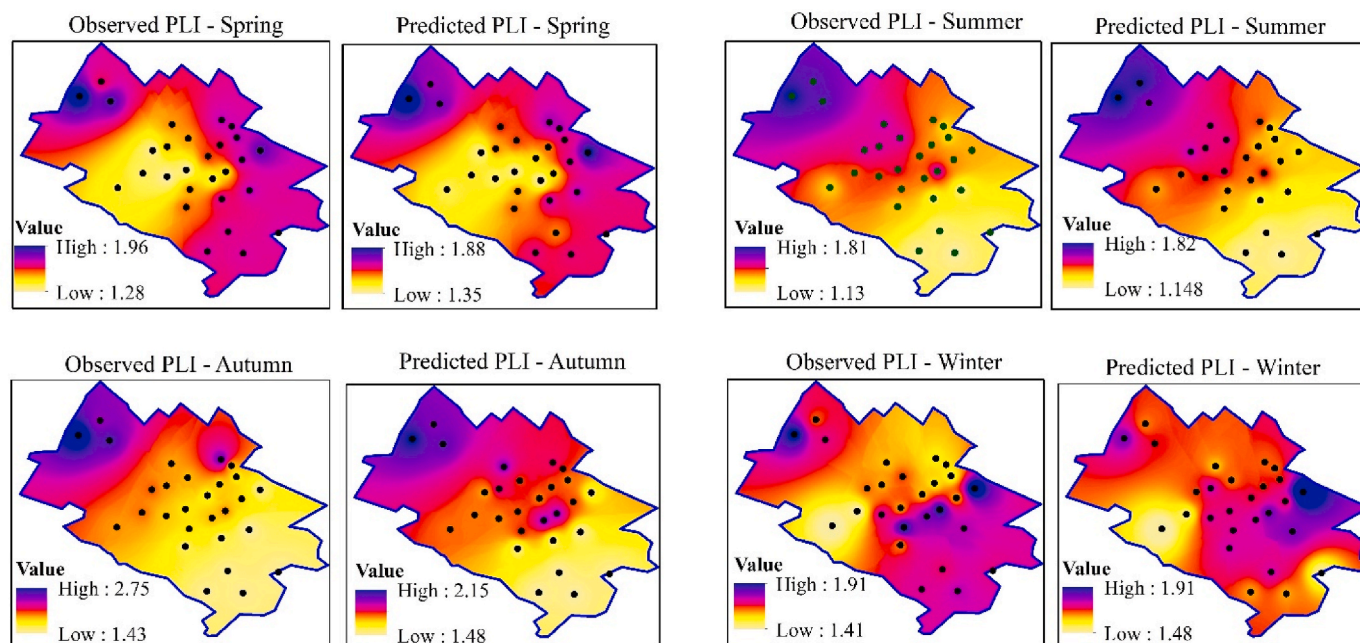 Observed PLI - Spring
Predicted PLI - Spring
Observed PLI - Summer
Predicted PLI - Summer
Value
High : 1.96
Low : 1.28
Value
High : 1.88
Low : 1.35
Value
High : 1.81
Low : 1.13
Value
High : 1.82
Low : 1.148
Observed PLI - Autumn
Predicted PLI - Autumn
Observed PLI - Winter
Predicted PLI - Winter
Value
High : 2.75
Low : 1.43
Value
High : 2.15
Low : 1.48
Value
High : 1.91
Low : 1.41
Value
High : 1.91
Low : 1.48